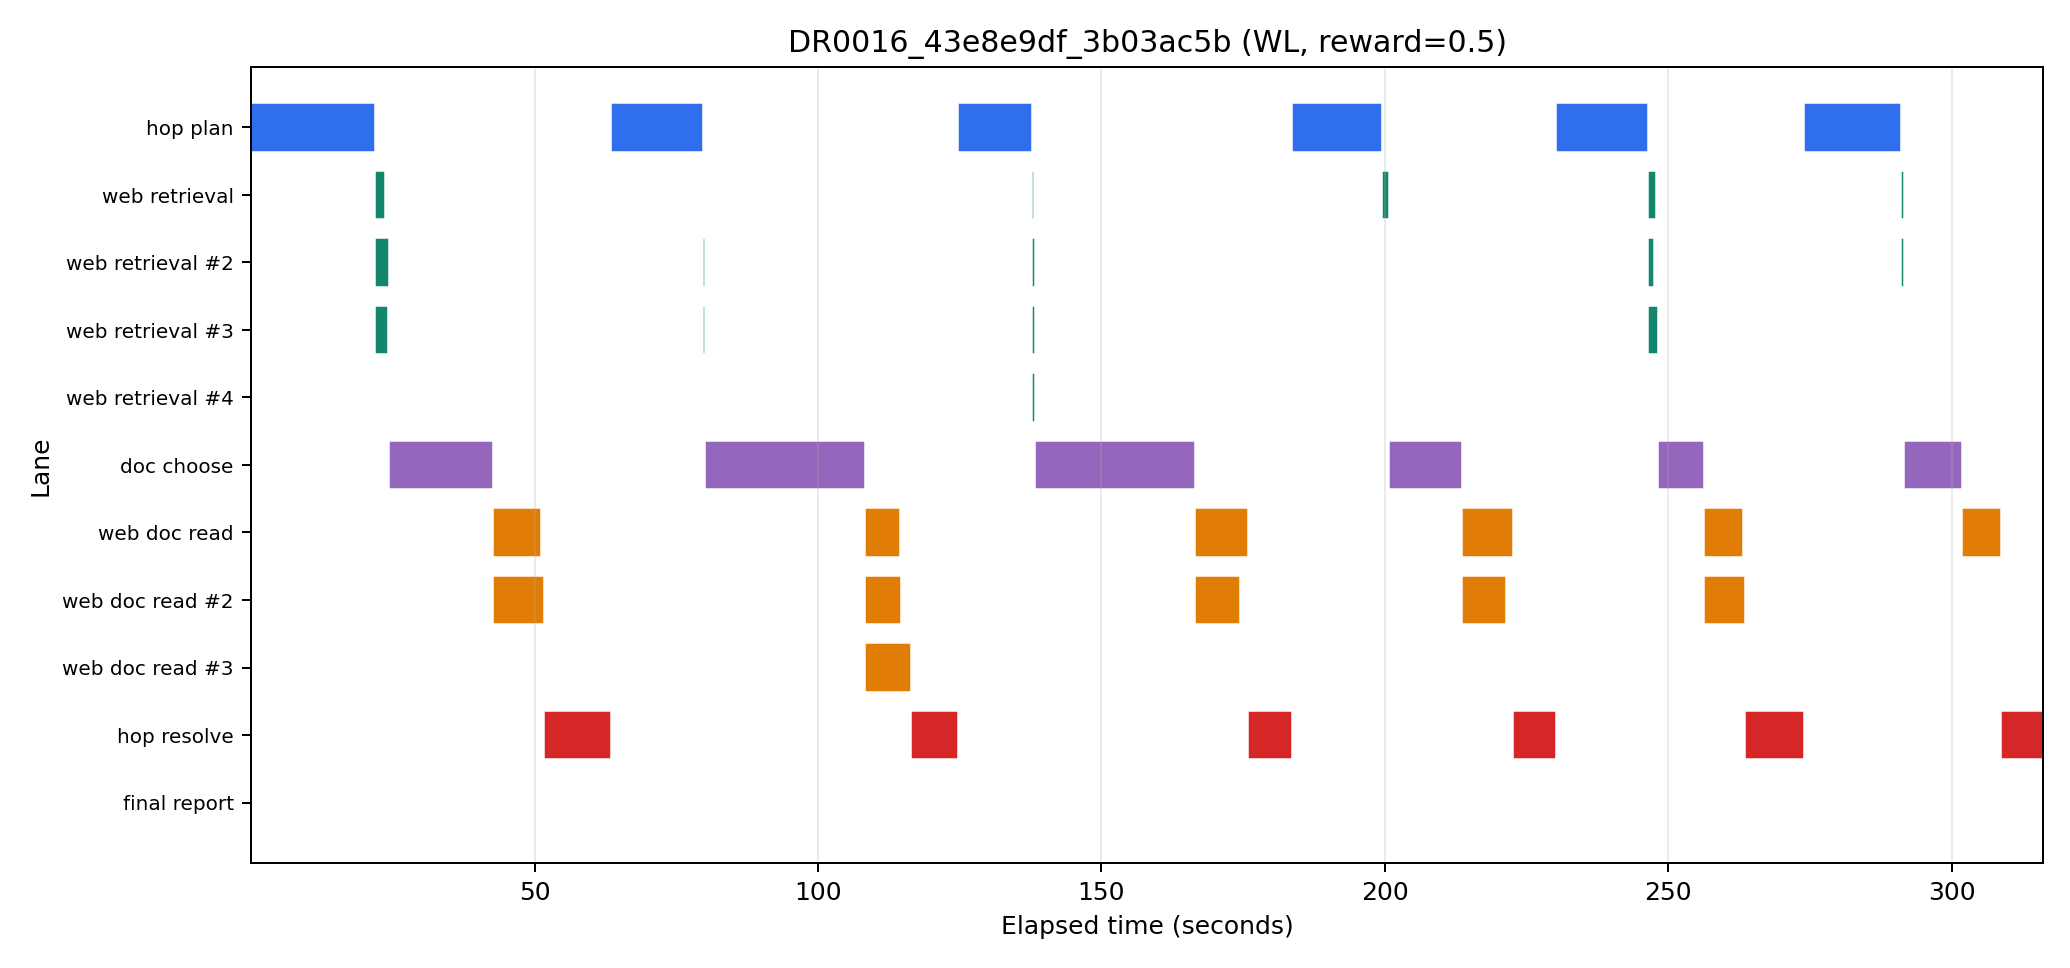 DR0016_43e8e9df_3b03ac5b (WL, reward=0.5)
hop plan
web retrieval
web retrieval #2
web retrieval #3
web retrieval #4
doc choose
web doc read
web doc read #2
web doc read #3
hop resolve
final report
Lane
50 100 150 200 250 300
Elapsed time (seconds)